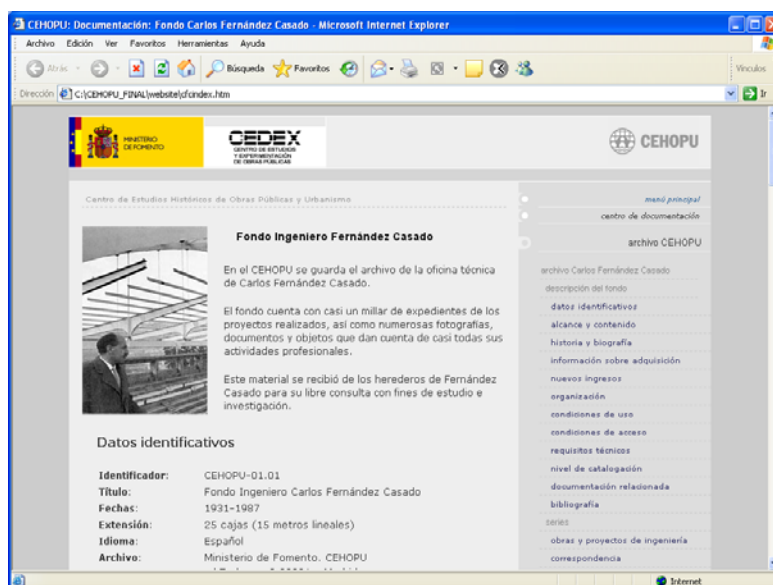 CEHOPU: Documentación: Fondo Carlos Fernández Casado - Microsoft Internet Explorer
Archivo Edición Ver Favoritos Herramientas Ayuda
Atrás Búsqueda Favoritos Vínculos
Dirección C:\CEHOPU_FINAL\website\cfcindex.htm Ir
MINISTERIO
DE FOMENTO
CEDEX
CENTRO DE ESTUDIOS
Y EXPERIMENTACIÓN
DE OBRAS PÚBLICAS
CEHOPU
Centro de Estudios Históricos de Obras Públicas y Urbanismo
Fondo Ingeniero Fernández Casado
En el CEHOPU se guarda el archivo de la oficina técnica
de Carlos Fernández Casado.
El fondo cuenta con casi un millar de expedientes de los
proyectos realizados, así como numerosas fotografías,
documentos y objetos que dan cuenta de casi todas sus
actividades profesionales.
Este material se recibió de los herederos de Fernández
Casado para su libre consulta con fines de estudio e
investigación.
Datos identificativos
Identificador: CEHOPU-01.01
Título: Fondo Ingeniero Carlos Fernández Casado
Fechas: 1931-1987
Extensión: 25 cajas (15 metros lineales)
Idioma: Español
Archivo: Ministerio de Fomento. CEHOPU
menú principal
centro de documentación
archivo CEHOPU
archivo Carlos Fernández Casado
descripción del fondo
datos identificativos
alcance y contenido
historia y biografía
información sobre adquisición
nuevos ingresos
organización
condiciones de uso
condiciones de acceso
requisitos técnicos
nivel de catalogación
documentación relacionada
bibliografía
series
obras y proyectos de ingeniería
correspondencia
Internet